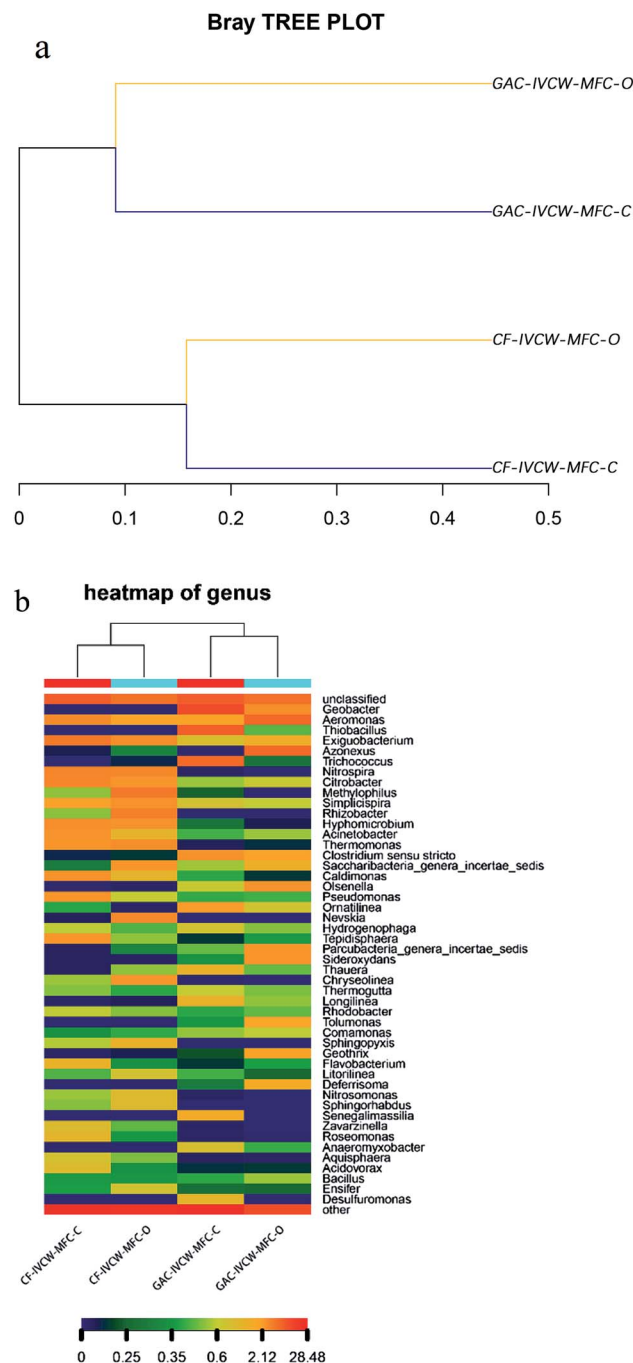 Bray TREE PLOT
a
GAC-IVCW-MFC-O
GAC-IVCW-MFC-C
CF-IVCW-MFC-O
CF-IVCW-MFC-C
0 0.1 0.2 0.3 0.4 0.5
b
heatmap of genus
unclassified
Geobacter
Aeromonas
Thiobacillus
Exiguobacterium
Azonexus
Trichococcus
Nitrospira
Citrobacter
Methylophilus
Simplicispira
Rhizobacter
Hyphomicrobium
Acinetobacter
Thermomonas
Clostridium sensu stricto
Saccharibacteria_genera_incertae_sedis
Caldimonas
Olsenella
Pseudomonas
Ornatilinea
Nevskia
Hydrogenophaga
Tepidisphaera
Parcubacteria_genera_incertae_sedis
Sideroxydans
Thauera
Chryseolinea
Thermogutta
Longilinea
Rhodobacter
Tolumonas
Comamonas
Sphingopyxis
Geothrix
Flavobacterium
Litorilinea
Deferrisoma
Nitrosomonas
Sphingorhabdus
Senegalimassilia
Zavarzinella
Roseomonas
Anaeromyxobacter
Aquisphaera
Acidovorax
Bacillus
Ensifer
Desulfuromonas
other
CF-IVCW-MFC-C
CF-IVCW-MFC-O
GAC-IVCW-MFC-C
GAC-IVCW-MFC-O
0 0.25 0.35 0.6 2.12 28.48